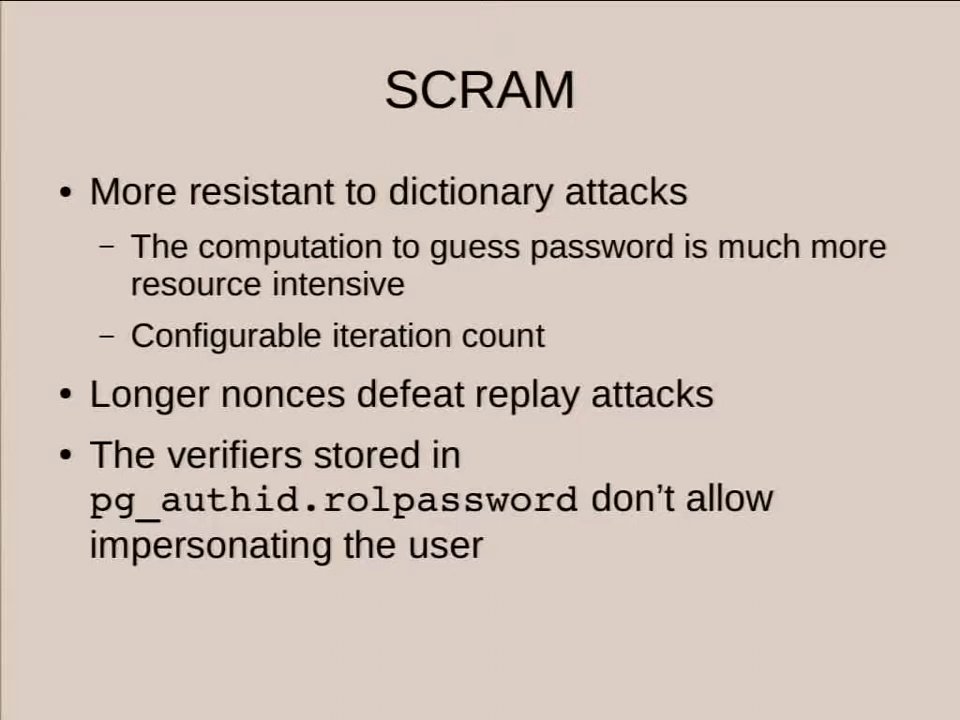 SCRAM
• More resistant to dictionary attacks
– The computation to guess password is much more
resource intensive
– Configurable iteration count
• Longer nonces defeat replay attacks
• The verifiers stored in
pg_authid.rolpassword don’t allow
impersonating the user